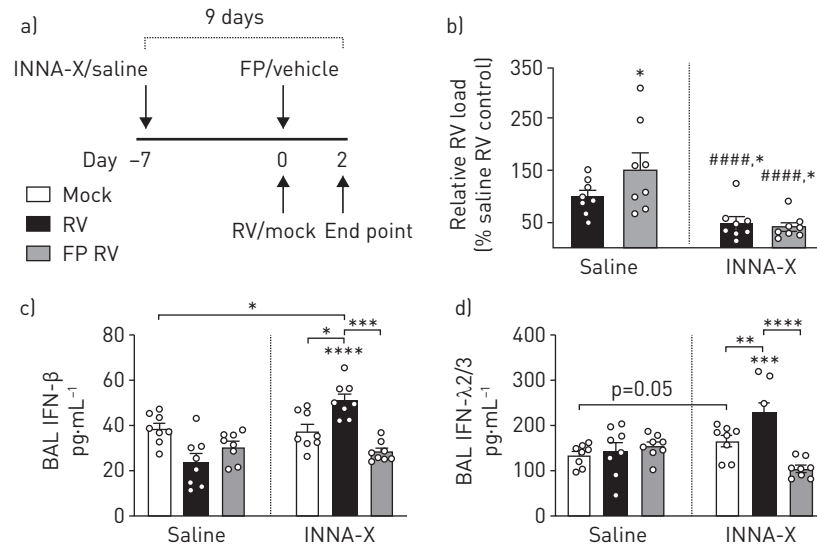 a)
9 days
INNA-X/saline
FP/vehicle
Day –7 0 2
Mock
RV
FP RV
RV/mock End point
b)
Relative RV load
(% saline RV control)
350
250
150
50
*
####,*
####,*
Saline
INNA-X
c)
BAL IFN-β
pg·mL–1
80
60
40
20
0
*
* ***
****
Saline
INNA-X
d)
BAL IFN-λ2/3
pg·mL–1
400
300
200
100
0
p=0.05
****
**
***
Saline
INNA-X